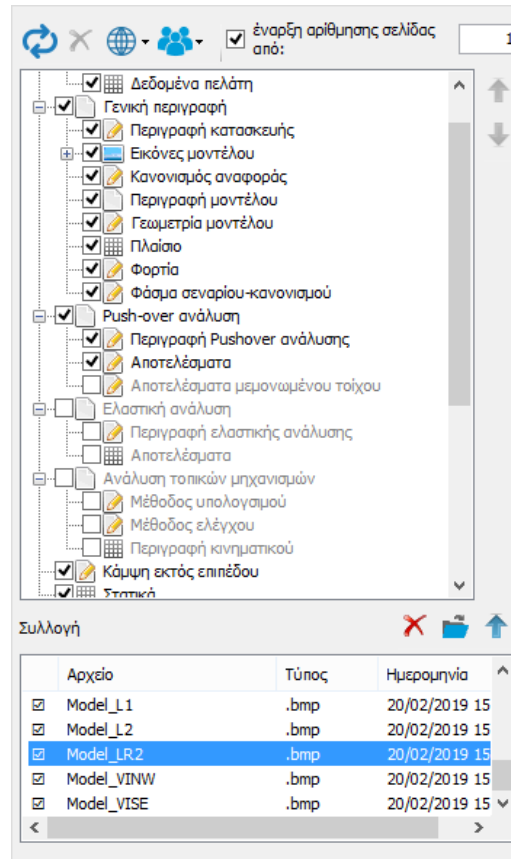 έναρξη αρίθμησης σελίδας
από:
1
Δεδομένα πελάτη
Γενική περιγραφή
Περιγραφή κατασκευής
Εικόνες μοντέλου
Κανονισμός αναφοράς
Περιγραφή μοντέλου
Γεωμετρία μοντέλου
Πλαίσιο
Φορτία
Φάσμα σεναρίου-κανονισμού
Push-over ανάλυση
Περιγραφή Pushover ανάλυσης
Αποτελέσματα
Αποτελέσματα μεμονωμένου τοίχου
Ελαστική ανάλυση
Περιγραφή ελαστικής ανάλυσης
Αποτελέσματα
Ανάλυση τοπικών μηχανισμών
Μέθοδος υπολογσιμού
Μέθοδος ελέγχου
Περιγραφή κινηματικού
Κάμψη εκτός επιπέδου
Στατικά
Συλλογή
Αρχείο Τύπος Ημερομηνία
Model_L1 .bmp 20/02/2019 15
Model_L2 .bmp 20/02/2019 15
Model_LR2 .bmp 20/02/2019 15
Model_VINW .bmp 20/02/2019 15
Model_VISE .bmp 20/02/2019 15